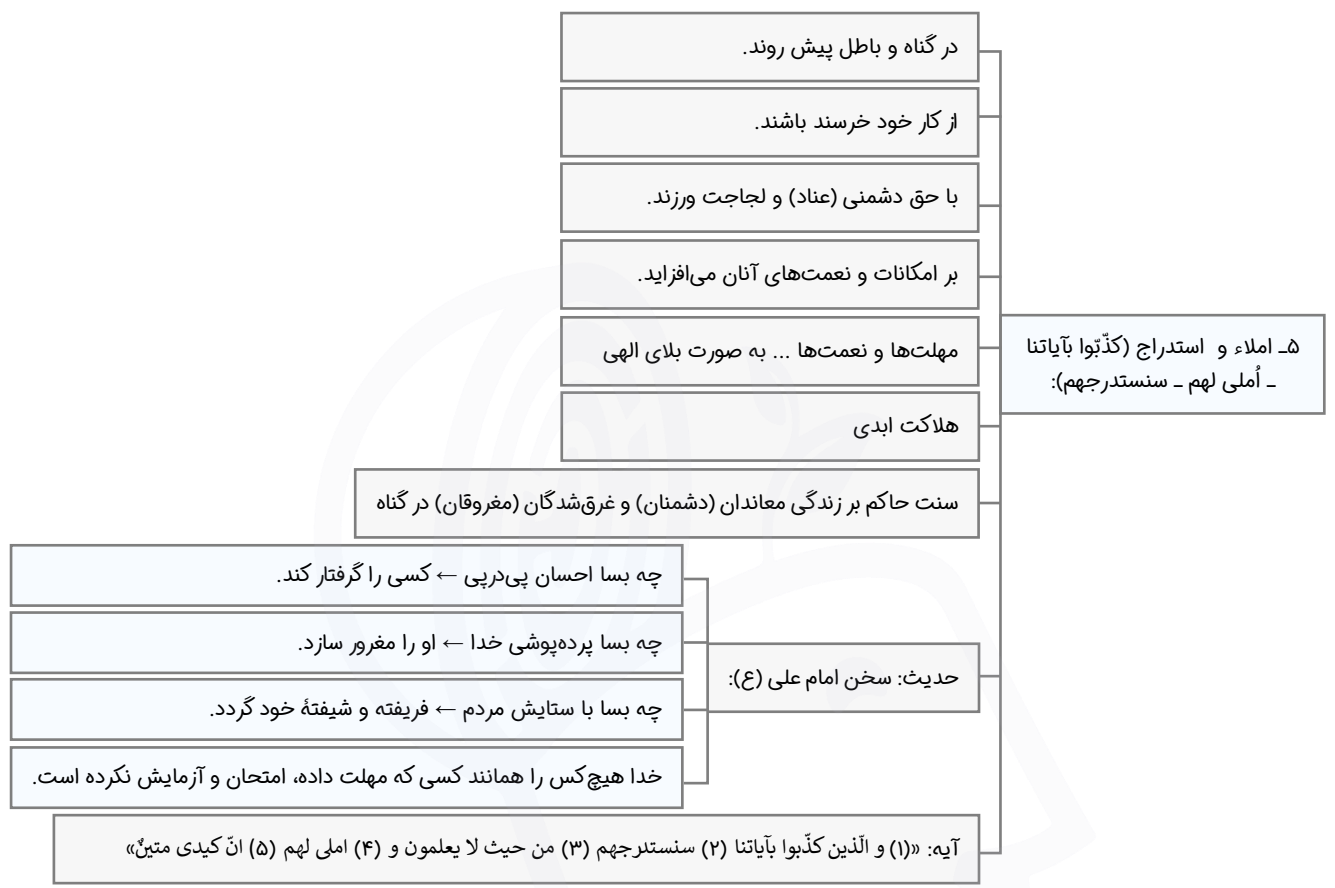 ۵ـ املاء و استدراج (کذّبّوا بآیاتنا
ـ اُملی لهم ـ سنستدرجهم):
در گناه و باطل پیش روند.
از کار خود خرسند باشند.
با حق دشمنی (عناد) و لجاجت ورزند.
بر امکانات و نعمت‌های آنان می‌افزاید.
مهلت‌ها و نعمت‌ها ... به صورت بلای الهی
هلاکت ابدی
سنت حاکم بر زندگی معاندان (دشمنان) و غرق‌شدگان (مغروقان) در گناه
حدیث: سخن امام علی (ع):
چه بسا احسان پی‌درپی ← کسی را گرفتار کند.
چه بسا پرده‌پوشی خدا ← او را مغرور سازد.
چه بسا با ستایش مردم ← فریفته و شیفتهٔ خود گردد.
خدا هیچ‌کس را همانند کسی که مهلت داده، امتحان و آزمایش نکرده است.
آیه: «(۱) و الّذین کذّبوا بآیاتنا (۲) سنستدرجهم (۳) من حیث لا یعلمون و (۴) املی لهم (۵) انّ کیدی متینٌ»